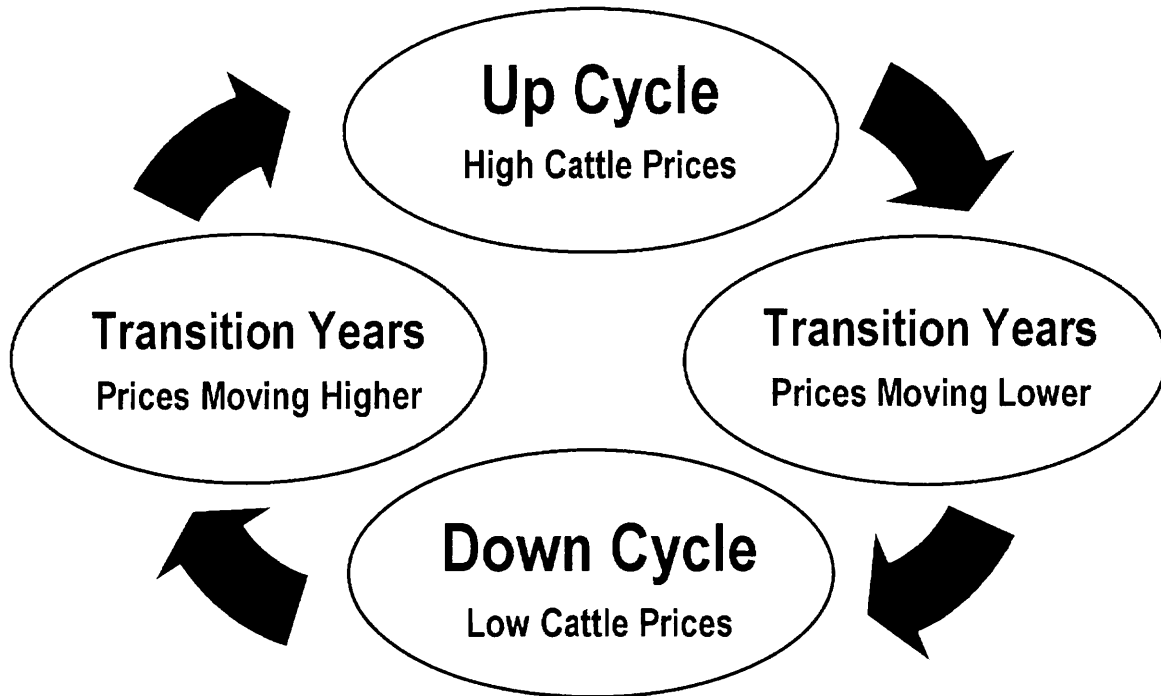 Up Cycle
High Cattle Prices
Transition Years
Prices Moving Higher
Transition Years
Prices Moving Lower
Down Cycle
Low Cattle Prices